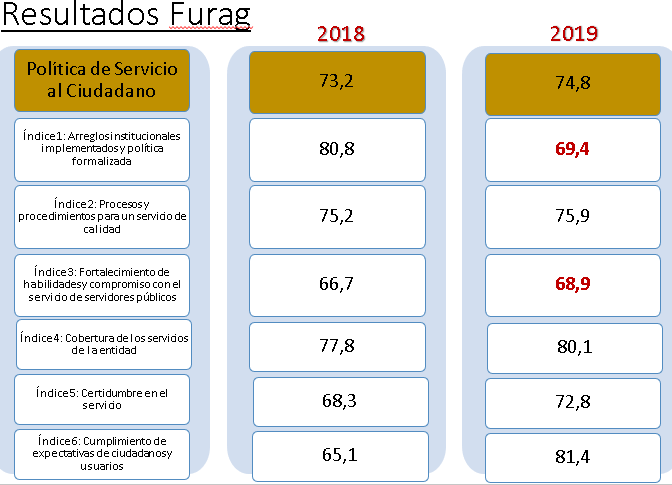 Resultados Furag
2018
2019
Política de Servicio
al Ciudadano
73,2
74,8
Índice1: Arreglos institucionales
implementados y política
formalizada
80,8
69,4
Índice2: Procesos y
procedimientos para un servicio de
calidad
75,2
75,9
Índice3: Fortalecimiento de
habilidades y compromiso con el
servicio de servidores públicos
66,7
68,9
Índice4: Cobertura de los servicios
de la entidad
77,8
80,1
Índice5: Certidumbre en el
servicio
68,3
72,8
Índice6: Cumplimiento de
expectativas de ciudadanos y
usuarios
65,1
81,4